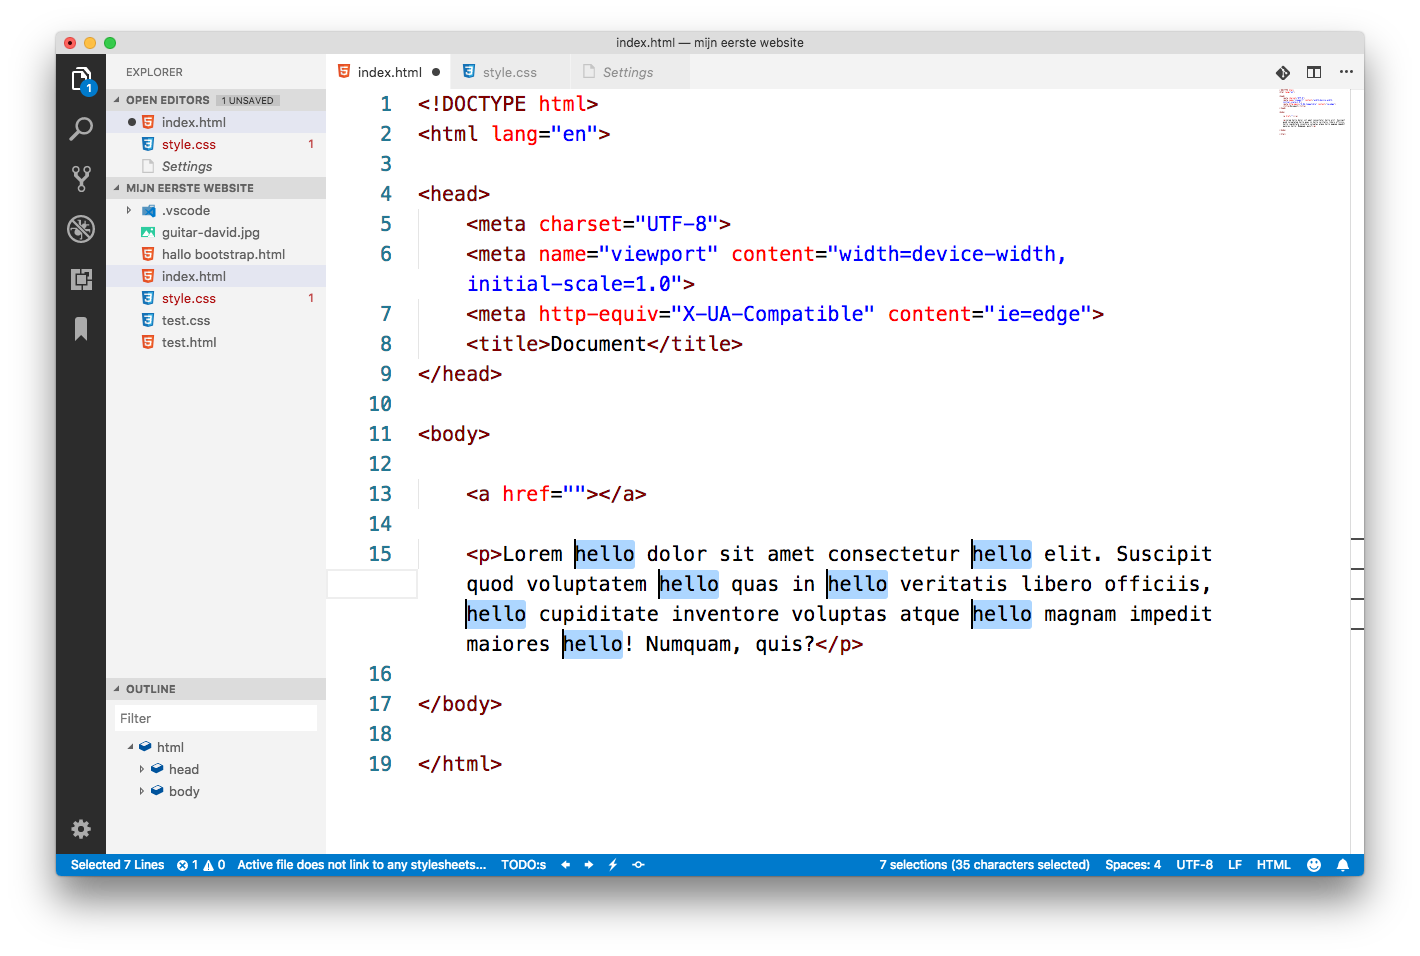 index.html — mijn eerste website
1
EXPLORER
OPEN EDITORS 1 UNSAVED
index.html
style.css 1
Settings
MIJN EERSTE WEBSITE
.vscode
guitar-david.jpg
hallo bootstrap.html
index.html
style.css 1
test.css
test.html
OUTLINE
Filter
html
head
body
index.html style.css Settings
1 <!DOCTYPE html>
2 <html lang="en">
3
4 <head>
5 <meta charset="UTF-8">
6 <meta name="viewport" content="width=device-width,
initial-scale=1.0">
7 <meta http-equiv="X-UA-Compatible" content="ie=edge">
8 <title>Document</title>
9 </head>
10
11 <body>
12
13 <a href=""></a>
14
15 <p>Lorem hello dolor sit amet consectetur hello elit. Suscipit
quod voluptatem hello quas in hello veritatis libero officiis,
hello cupiditate inventore voluptas atque hello magnam impedit
maiores hello! Numquam, quis?</p>
16
17 </body>
18
19 </html>
Selected 7 Lines 1 0 Active file does not link to any stylesheets... TODO:s 7 selections (35 characters selected) Spaces: 4 UTF-8 LF HTML